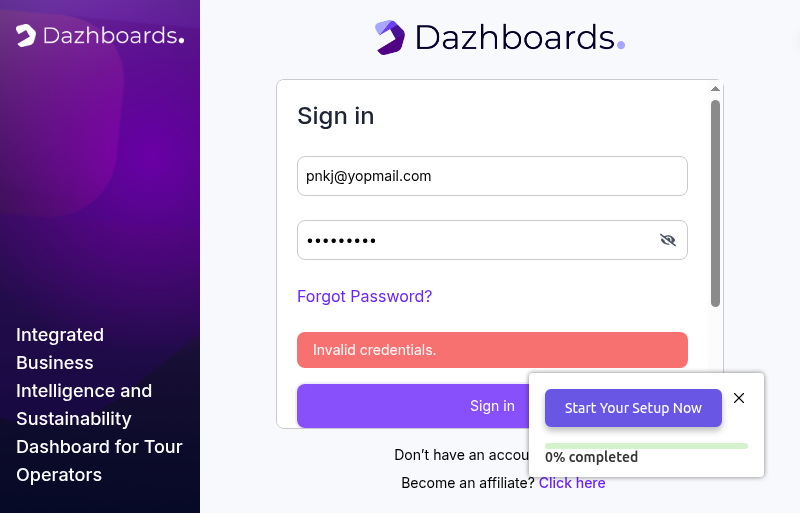 Dazhboards.
Dazhboards.
Sign in
pnkj@yopmail.com
•••••••••
Forgot Password?
Invalid credentials.
Sign in
Start Your Setup Now
0% completed
Don't have an accou
Become an affiliate? Click here
Integrated
Business
Intelligence and
Sustainability
Dashboard for Tour
Operators